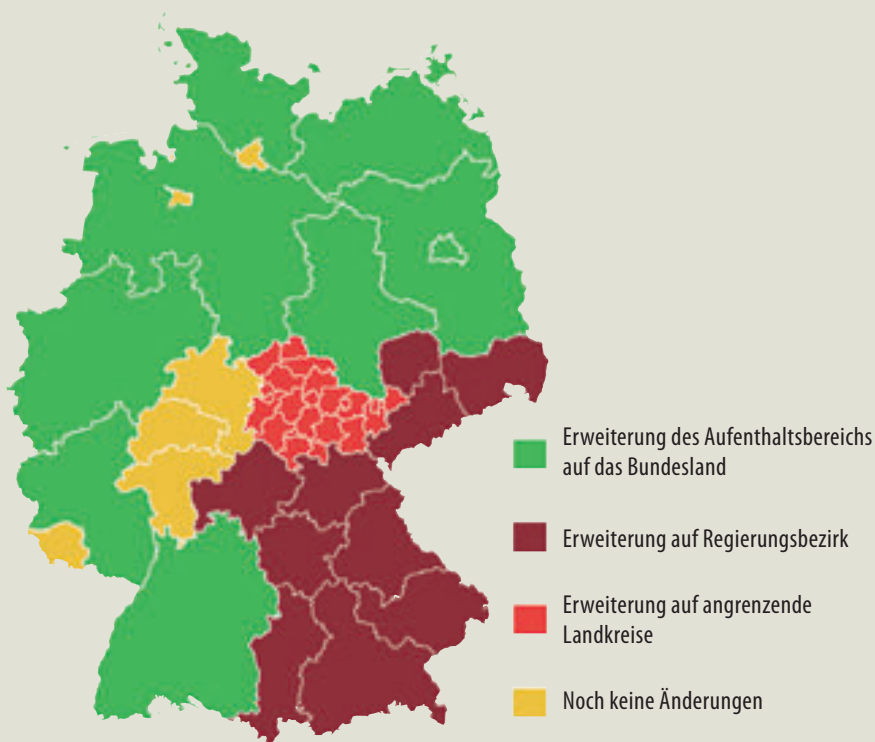 Erweiterung des Aufenthaltsbereichs
auf das Bundesland
Erweiterung auf Regierungsbezirk
Erweiterung auf angrenzende
Landkreise
Noch keine Änderungen